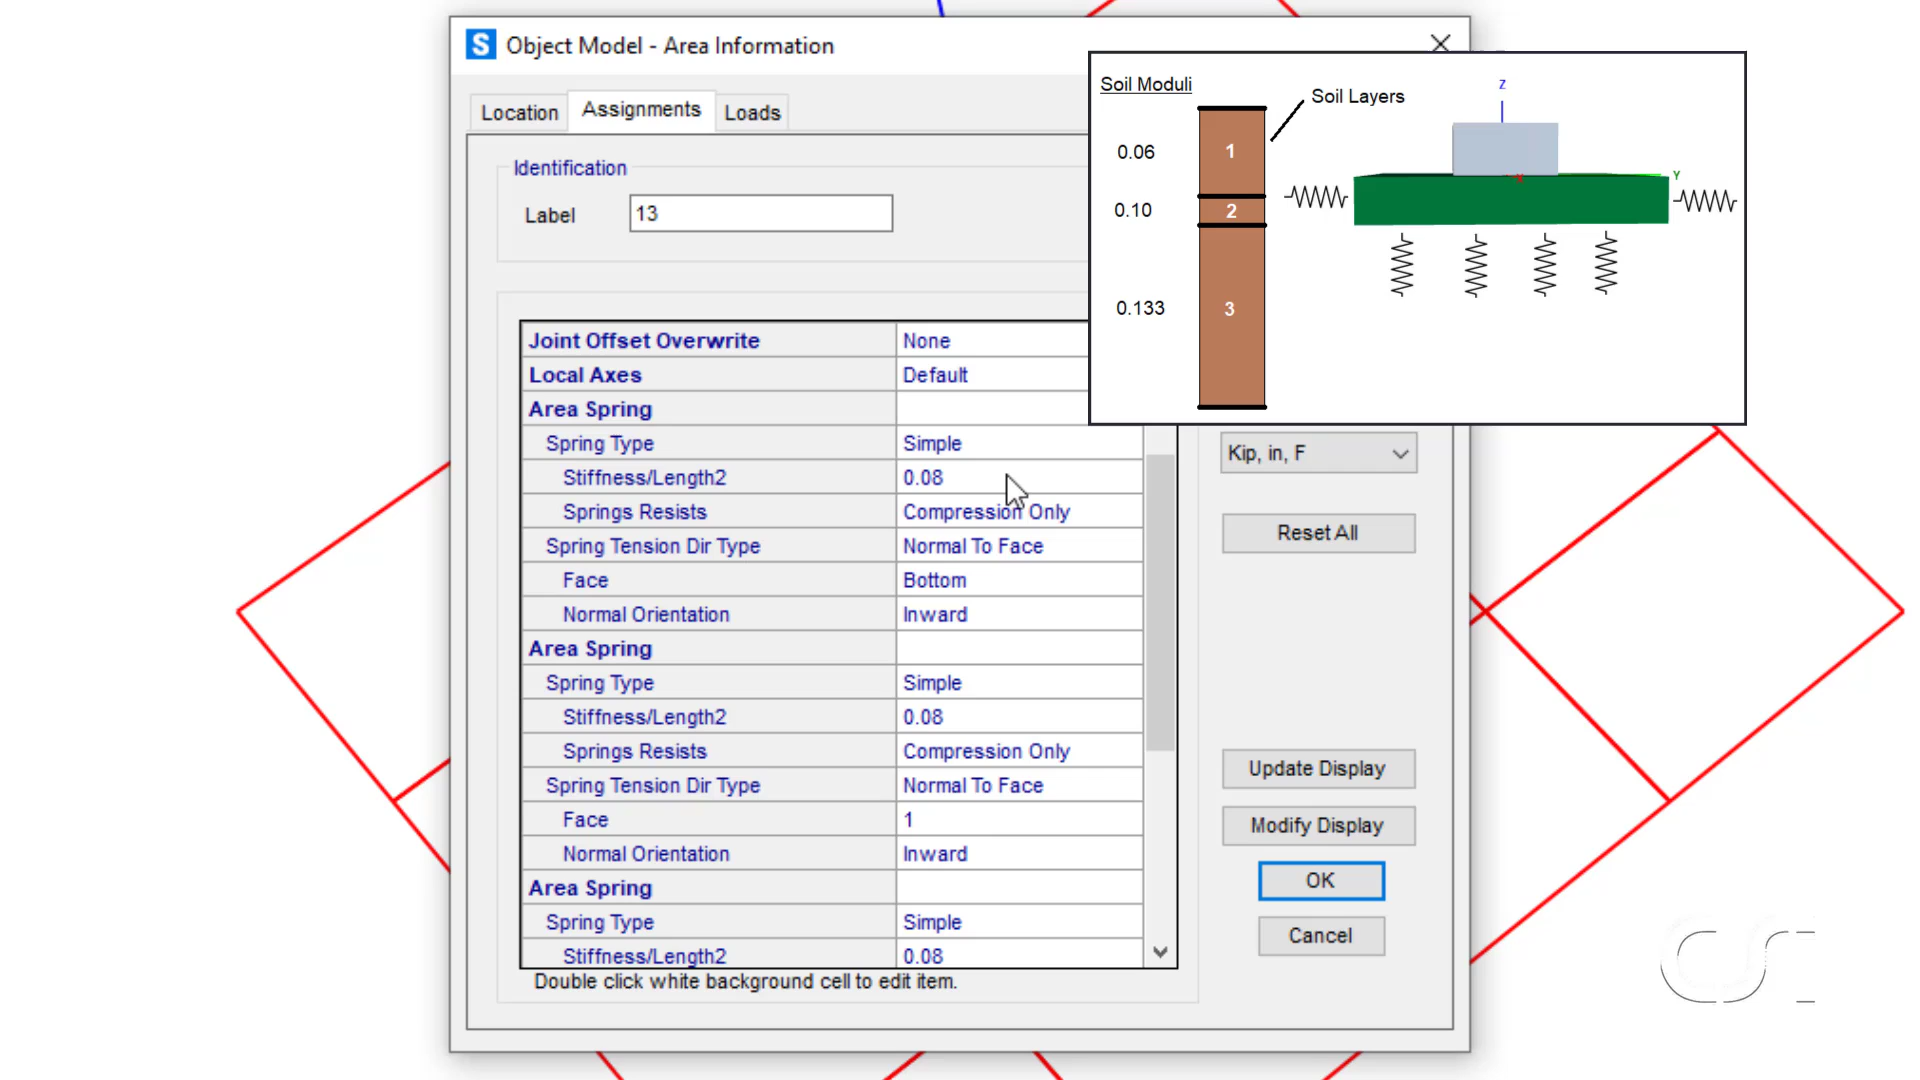 S Object Model - Area Information
Location Assignments Loads
Identification
Label 13
Joint Offset Overwrite None
Local Axes Default
Area Spring
Spring Type Simple
Stiffness/Length2 0.08
Springs Resists Compression Only
Spring Tension Dir Type Normal To Face
Face Bottom
Normal Orientation Inward
Area Spring
Spring Type Simple
Stiffness/Length2 0.08
Springs Resists Compression Only
Spring Tension Dir Type Normal To Face
Face 1
Normal Orientation Inward
Area Spring
Spring Type Simple
Stiffness/Length2 0.08
Double click white background cell to edit item.
Soil Moduli
Soil Layers
Z
0.06 1
Y
0.10 2
0.133 3
Kip, in, F
Reset All
Update Display
Modify Display
OK
Cancel
CSI